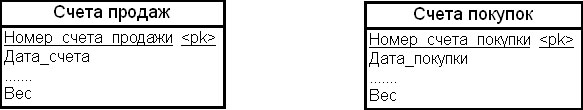 Счета продаж
Номер_счета_продажи <pk>
Дата_счета
.......
Вес
Счета покупок
Номер_счета_покупки <pk>
Дата_покупки
.......
Вес